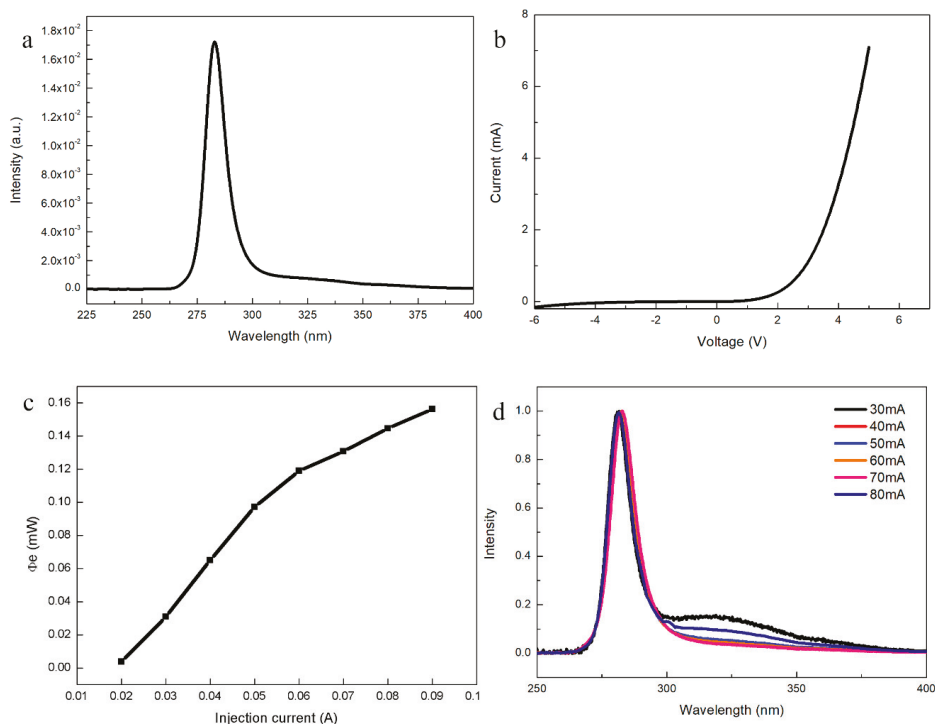 a
1.8x10⁻²
1.6x10⁻²
1.4x10⁻²
1.2x10⁻²
1.0x10⁻²
8.0x10⁻³
6.0x10⁻³
4.0x10⁻³
2.0x10⁻³
0.0
Intensity (a.u.)
225 250 275 300 325 350 375 400
Wavelength (nm)
b
8
6
4
2
0
Current (mA)
-6 -4 -2 0 2 4 6
Voltage (V)
c
0.16
0.14
0.12
0.10
0.08
0.06
0.04
0.02
0.00
Φe (mW)
0.01 0.02 0.03 0.04 0.05 0.06 0.07 0.08 0.09 0.1
Injection current (A)
d
1.0
0.8
0.6
0.4
0.2
0.0
Intensity
30mA
40mA
50mA
60mA
70mA
80mA
250 300 350 400
Wavelength (nm)